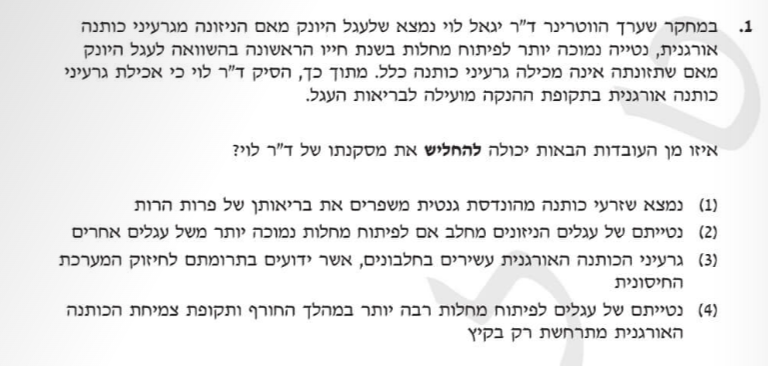 1. במחקר שערך הווטרינר ד"ר יגאל לוי נמצא שלעגל היונק מאם הניזונה מגרעיני כותנה
אורגנית, נטייה נמוכה יותר לפיתוח מחלות בשנת חייו הראשונה בהשוואה לעגל היונק
מאם שתזונתה אינה מכילה גרעיני כותנה כלל. מתוך כך, הסיק ד"ר לוי כי אכילת גרעיני
כותנה אורגנית בתקופת ההנקה מועילה לבריאות העגל.
איזו מן העובדות הבאות יכולה להחליש את מסקנתו של ד"ר לוי?
(1) נמצא שזרעי כותנה מהונדסת גנטית משפרים את בריאותן של פרות הרות
(2) נטייתם של עגלים הניזונים מחלב אם לפיתוח מחלות נמוכה יותר משל עגלים אחרים
(3) גרעיני הכותנה האורגנית עשירים בחלבונים, אשר ידועים בתרומתם לחיזוק המערכת
החיסונית
(4) נטייתם של עגלים לפיתוח מחלות רבה יותר במהלך החורף ותקופת צמיחת הכותנה
האורגנית מתרחשת רק בקיץ